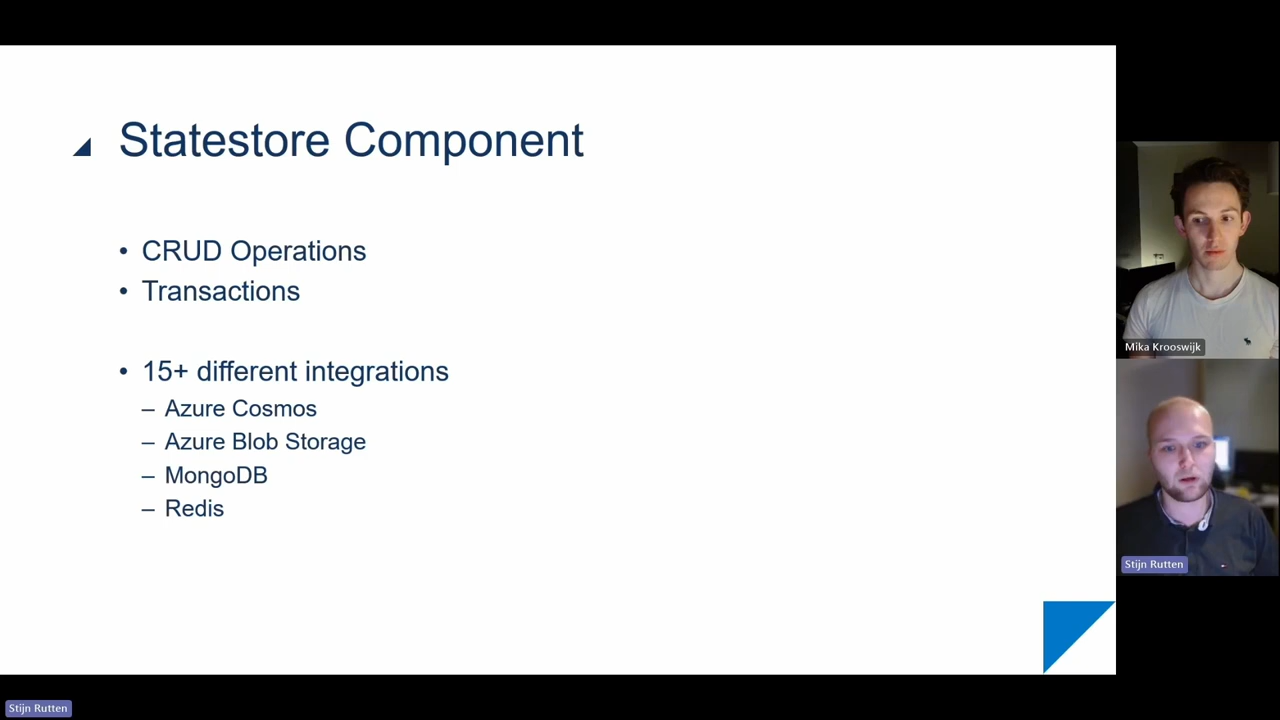 Statestore Component
• CRUD Operations
• Transactions
• 15+ different integrations
– Azure Cosmos
– Azure Blob Storage
– MongoDB
– Redis
Mika Krooswijk
Stijn Rutten
Stijn Rutten